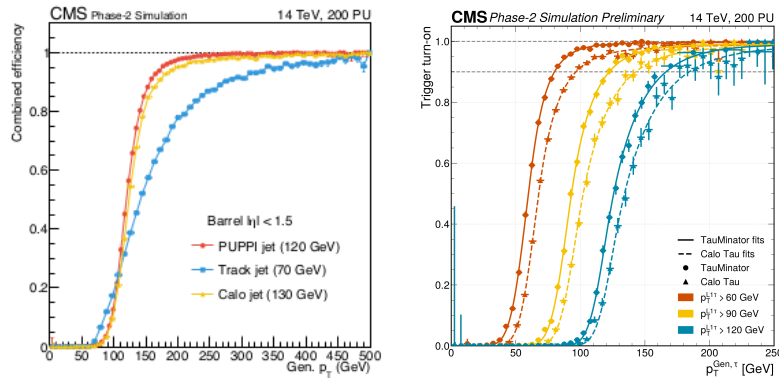 CMS Phase-2 Simulation 14 TeV, 200 PU
Combined efficiency
1
0.8
0.6
0.4
0.2
0
Barrel |η| < 1.5
PUPPI jet (120 GeV)
Track jet (70 GeV)
Calo jet (130 GeV)
0 50 100 150 200 250 300 350 400 450 500
Gen. pT (GeV)
CMS Phase-2 Simulation Preliminary 14 TeV, 200 PU
Trigger turn-on
1.0
0.8
0.6
0.4
0.2
0.0
TauMinator fits
Calo Tau fits
TauMinator
Calo Tau
pT^L1τ > 60 GeV
pT^L1τ > 90 GeV
pT^L1τ > 120 GeV
0 50 100 150 200 250
pT^Gen, τ [GeV]